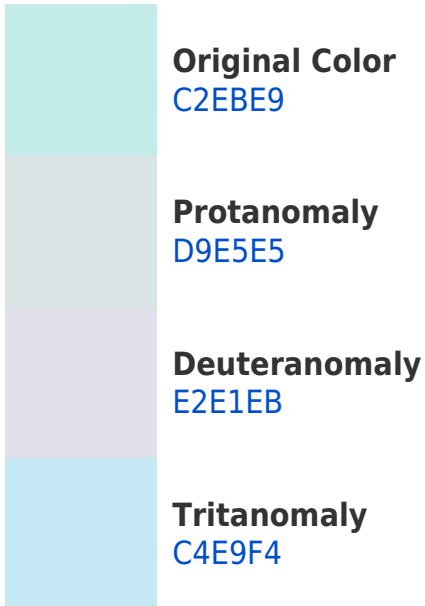 Original Color
C2EBE9
Protanomaly
D9E5E5
Deuteranomaly
E2E1EB
Tritanomaly
C4E9F4